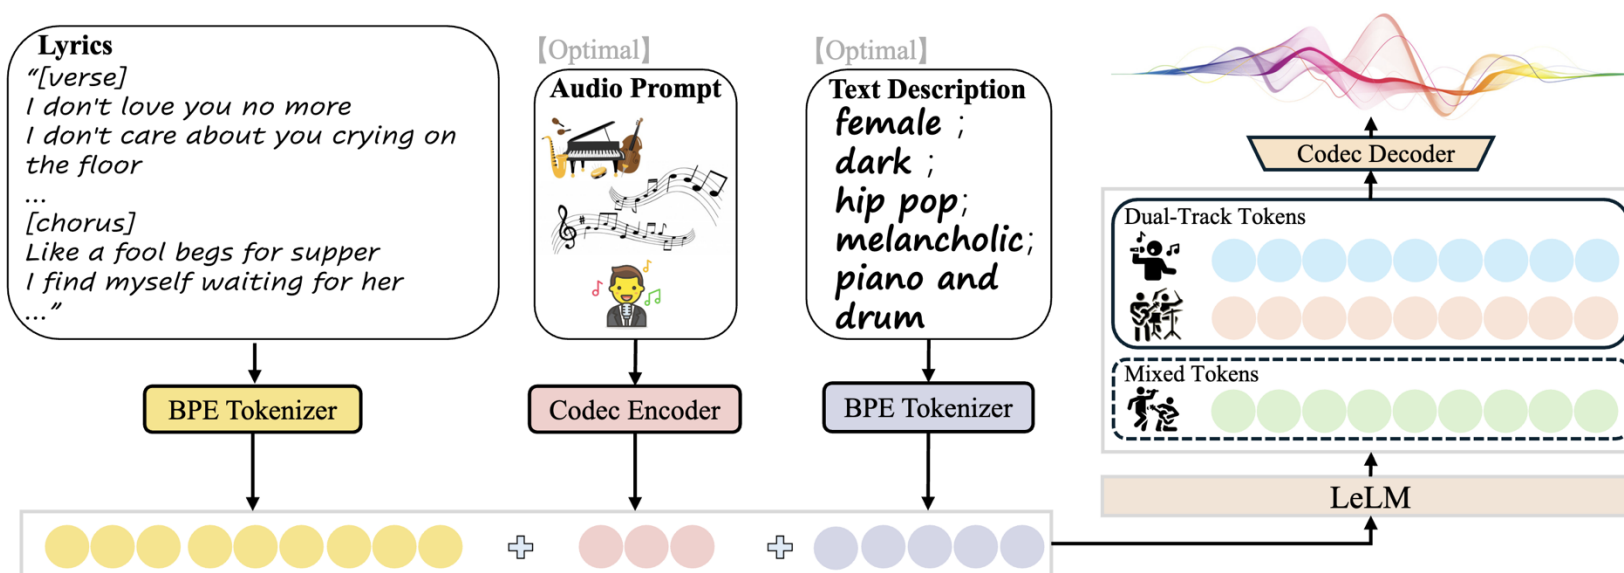 Lyrics
“[verse]
I don't love you no more
I don't care about you crying on
the floor
...
[chorus]
Like a fool begs for supper
I find myself waiting for her
...”
BPE Tokenizer
【Optimal】
Audio Prompt
Codec Encoder
【Optimal】
Text Description
female ;
dark ;
hip pop;
melancholic;
piano and
drum
BPE Tokenizer
Codec Decoder
Dual-Track Tokens
Mixed Tokens
LeLM